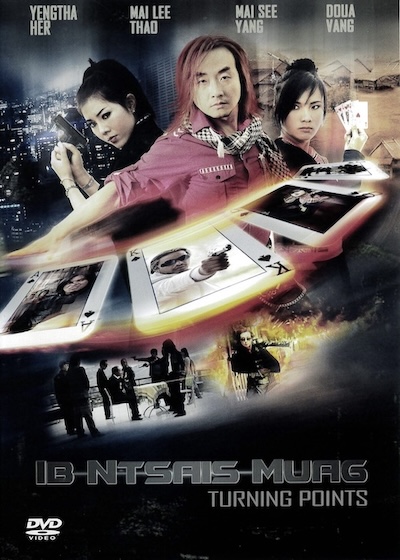 YENGTHA
HER
MAI LEE
THAO
MAI SEE
YANG
DOUA
VANG
IB-NTSAIS-MUAG
TURNING POINTS
DVD
VIDEO